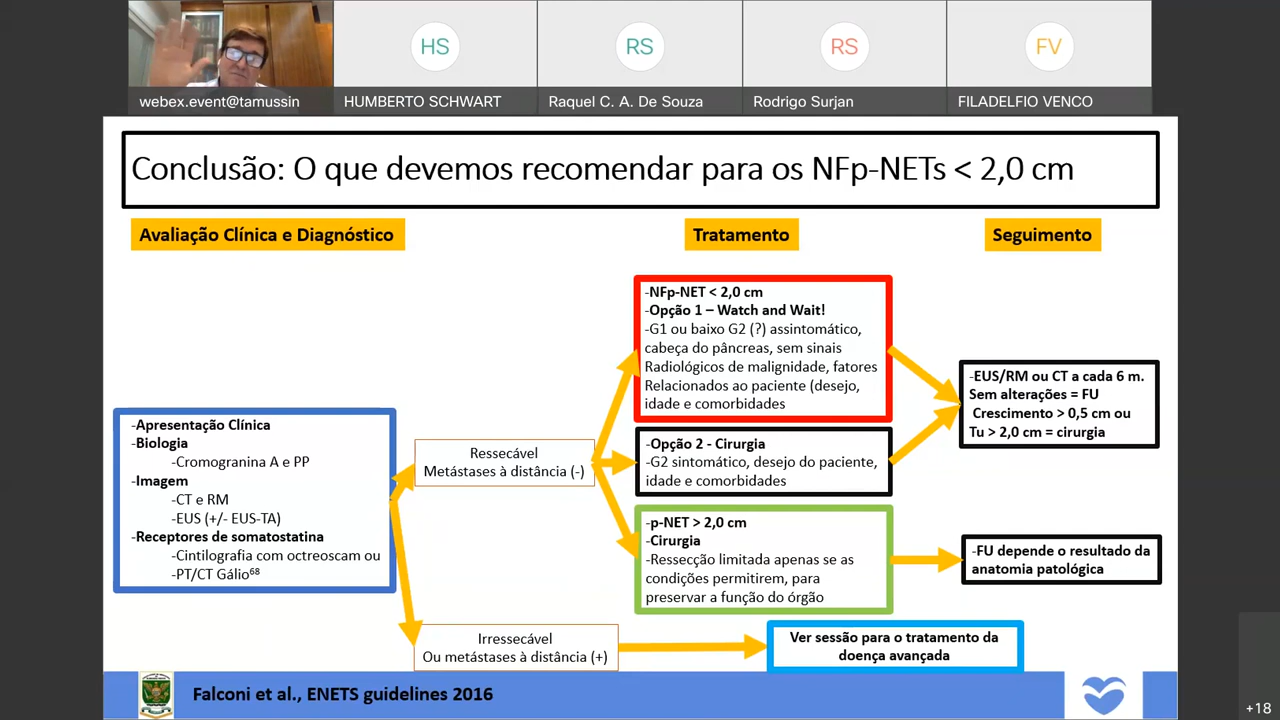 HS
RS
RS
FV
webex.event@tamussin
HUMBERTO SCHWART
Raquel C. A. De Souza
Rodrigo Surjan
FILADELFIO VENCO
Conclusão: O que devemos recomendar para os NFp-NETs < 2,0 cm
Avaliação Clínica e Diagnóstico
Tratamento
Seguimento
-Apresentação Clínica
-Biologia
-Cromogranina A e PP
-Imagem
-CT e RM
-EUS (+/- EUS-TA)
-Receptores de somatostatina
-Cintilografia com octreoscam ou
-PT/CT Gálio⁶⁸
Ressecável
Metástases à distância (-)
Irressecável
Ou metástases à distância (+)
-NFp-NET < 2,0 cm
-Opção 1 – Watch and Wait!
-G1 ou baixo G2 (?) assintomático,
cabeça do pâncreas, sem sinais
Radiológicos de malignidade, fatores
Relacionados ao paciente (desejo,
idade e comorbidades
-Opção 2 - Cirurgia
-G2 sintomático, desejo do paciente,
idade e comorbidades
-p-NET > 2,0 cm
-Cirurgia
-Ressecção limitada apenas se as
condições permitirem, para
preservar a função do órgão
Ver sessão para o tratamento da
doença avançada
-EUS/RM ou CT a cada 6 m.
Sem alterações = FU
Crescimento > 0,5 cm ou
Tu > 2,0 cm = cirurgia
-FU depende o resultado da
anatomia patológica
Falconi et al., ENETS guidelines 2016
+18